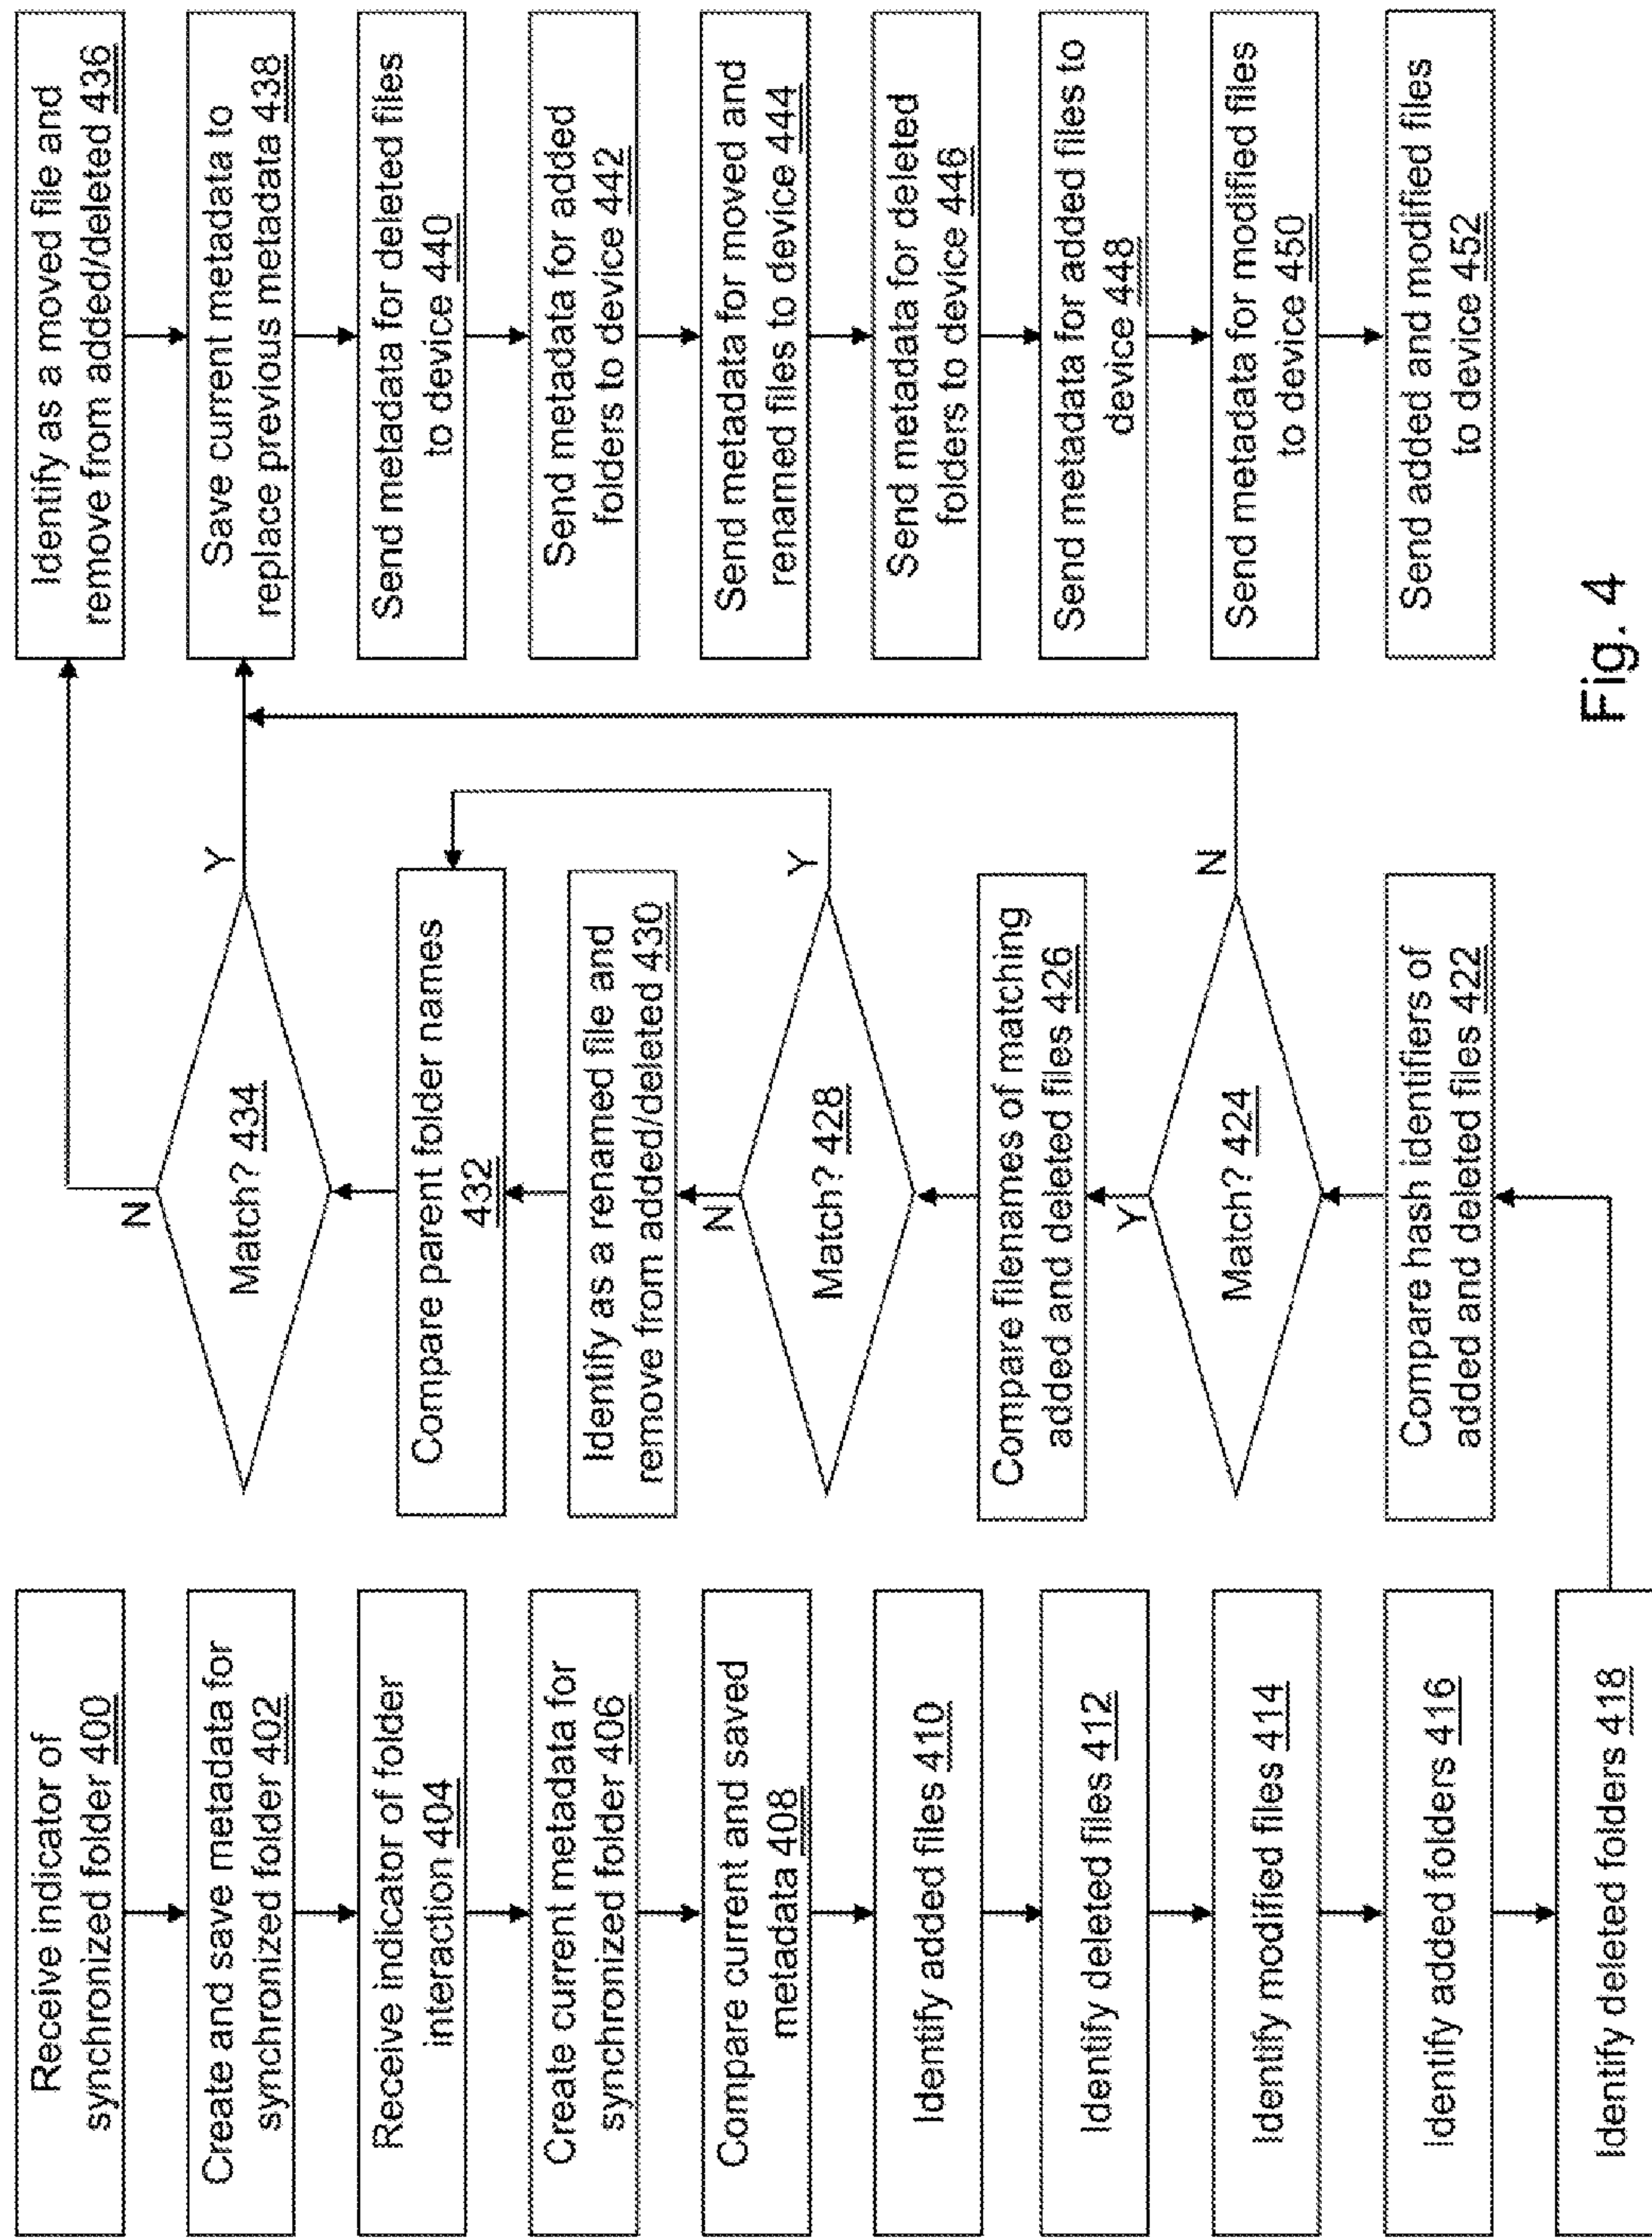 Receive indicator of
synchronized folder 400
Create and save metadata for
synchronized folder 402
Receive indicator of folder
interaction 404
Create current metadata for
synchronized folder 406
Compare current and saved
metadata 408
Identify added files 410
Identify deleted files 412
Identify modified files 414
Identify added folders 416
Identify deleted folders 418
N
Match? 434
Y
Compare parent folder names
432
Identify as a renamed file and
remove from added/deleted 430
N
Match? 428
Y
Compare filenames of matching
added and deleted files 426
Y
Match? 424
N
Compare hash identifiers of
added and deleted files 422
Identify as a moved file and
remove from added/deleted 436
Save current metadata to
replace previous metadata 438
Send metadata for deleted files
to device 440
Send metadata for added
folders to device 442
Send metadata for moved and
renamed files to device 444
Send metadata for deleted
folders to device 446
Send metadata for added files to
device 448
Send metadata for modified files
to device 450
Send added and modified files
to device 452
Fig. 4